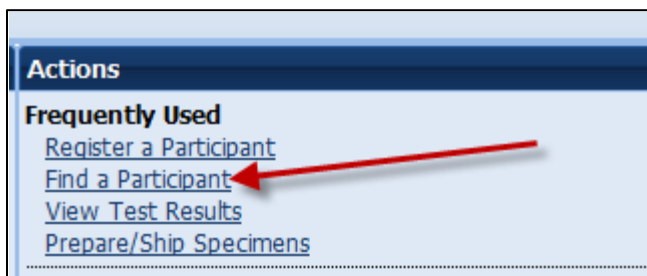 Actions
Frequently Used
Register a Participant
Find a Participant
View Test Results
Prepare/Ship Specimens